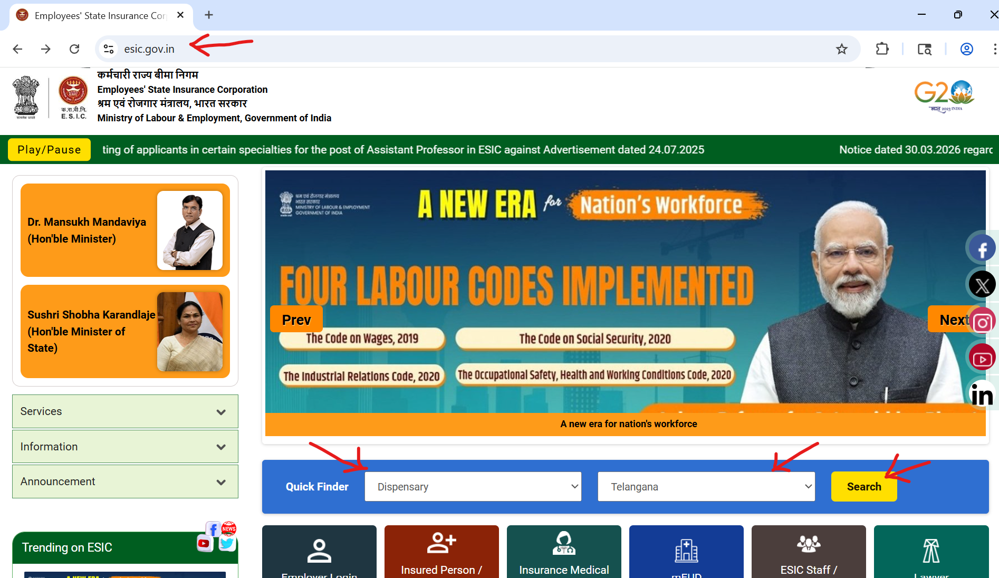 Employees' State Insurance Cor
esic.gov.in
कर्मचारी राज्य बीमा निगम
Employees' State Insurance Corporation
श्रम एवं रोजगार मंत्रालय, भारत सरकार
Ministry of Labour & Employment, Government of India
सत्यमेव जयते
क.रा.बी.नि.
E. S. I. C.
G20
भारत 2023 INDIA
Play/Pause
ting of applicants in certain specialties for the post of Assistant Professor in ESIC against Advertisement dated 24.07.2025
Notice dated 30.03.2026 regard
Dr. Mansukh Mandaviya
(Hon'ble Minister)
Sushri Shobha Karandlaje
(Hon'ble Minister of
State)
Services
Information
Announcement
Trending on ESIC
NEWS
श्रम एवं रोजगार मंत्रालय
भारत सरकार
MINISTRY OF LABOUR & EMPLOYMENT
GOVERNMENT OF INDIA
A NEW ERA for Nation's Workforce
FOUR LABOUR CODES IMPLEMENTED
Prev
Next
The Code on Wages, 2019
The Code on Social Security, 2020
The Industrial Relations Code, 2020
The Occupational Safety, Health and Working Conditions Code, 2020
A new era for nation's workforce
Quick Finder
Dispensary
Telangana
Search
Employer Login
Insured Person /
Insurance Medical
mEUD
ESIC Staff /
Lawyer